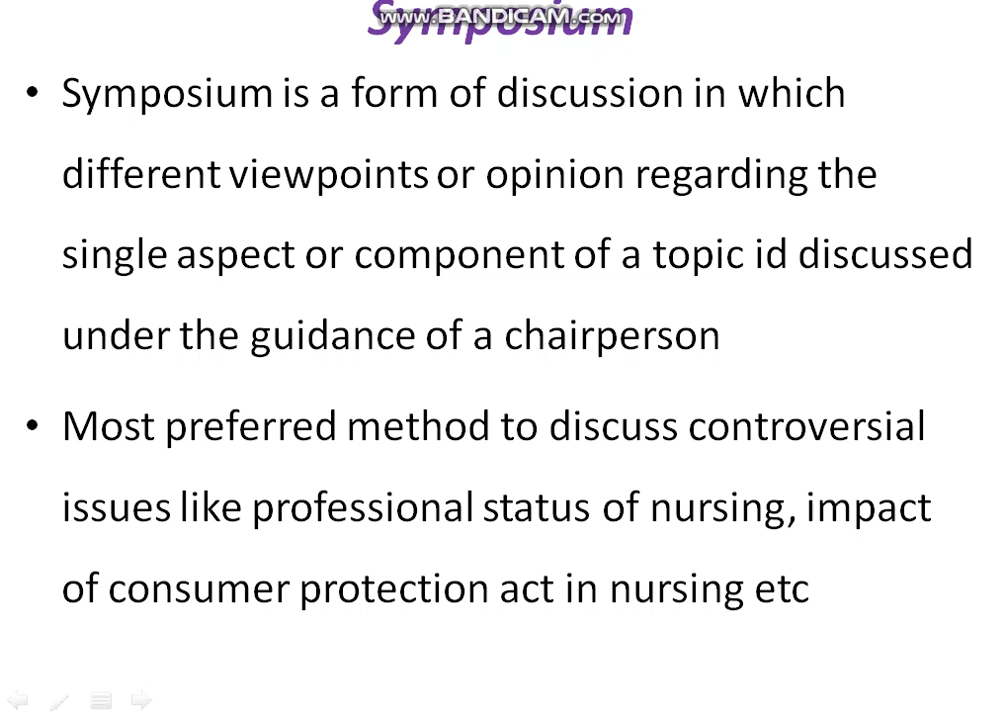 www.BANDICAM.com
Symposium
• Symposium is a form of discussion in which
different viewpoints or opinion regarding the
single aspect or component of a topic id discussed
under the guidance of a chairperson
• Most preferred method to discuss controversial
issues like professional status of nursing, impact
of consumer protection act in nursing etc